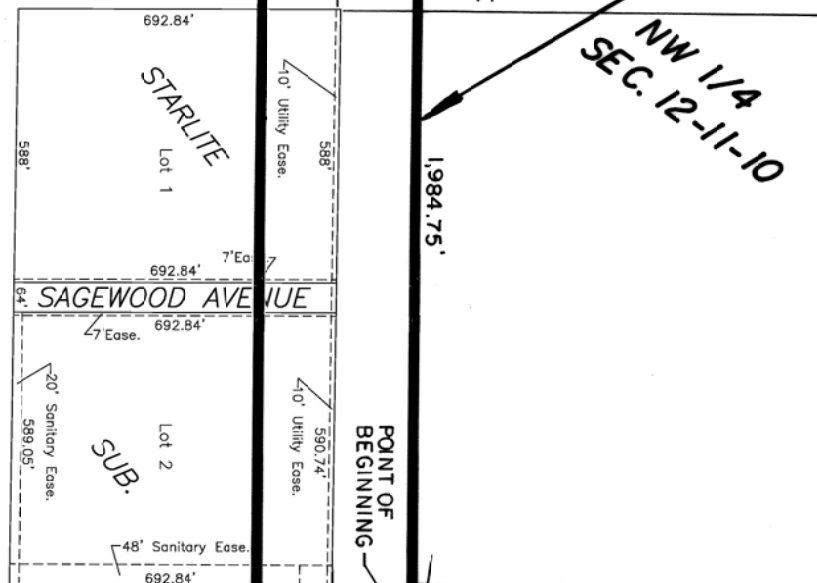 692.84'
NW 1/4
SEC. 12-11-10
STARLITE
Lot 1
10' Utility Ease.
588'
588'
1,984.75'
692.84'
64'
SAGEWOOD AVENUE
7'Ease.
692.84'
20' Sanitary Ease.
589.05'
Lot 2
SUB.
10' Utility Ease.
590.74'
POINT OF
BEGINNING
48' Sanitary Ease.
692.84'